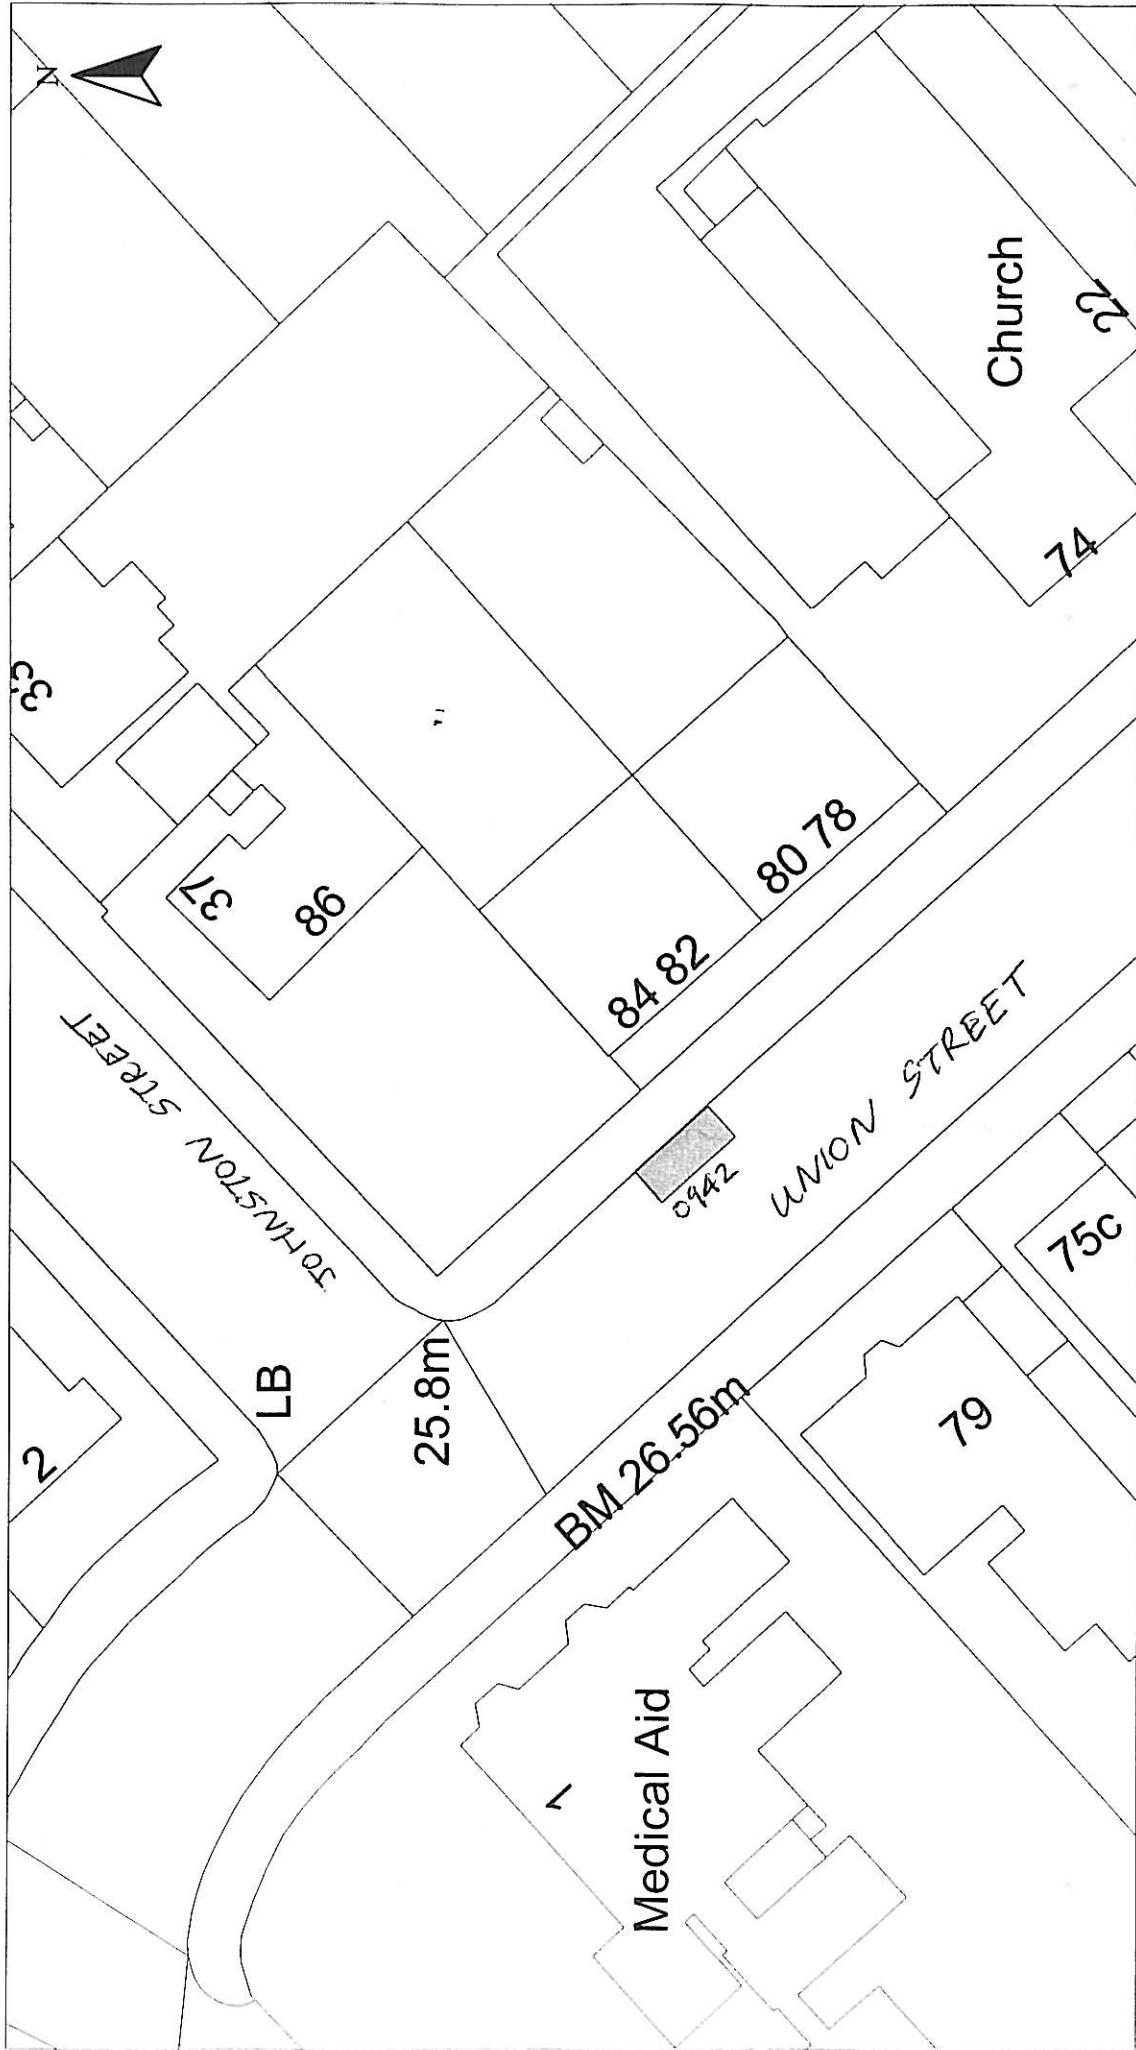 N
33
37
86
JOHNSTON STREET
2
LB
25.8m
84 82
80 78
0942
UNION STREET
BM 26.56m
Church
22
74
75c
79
1
Medical Aid